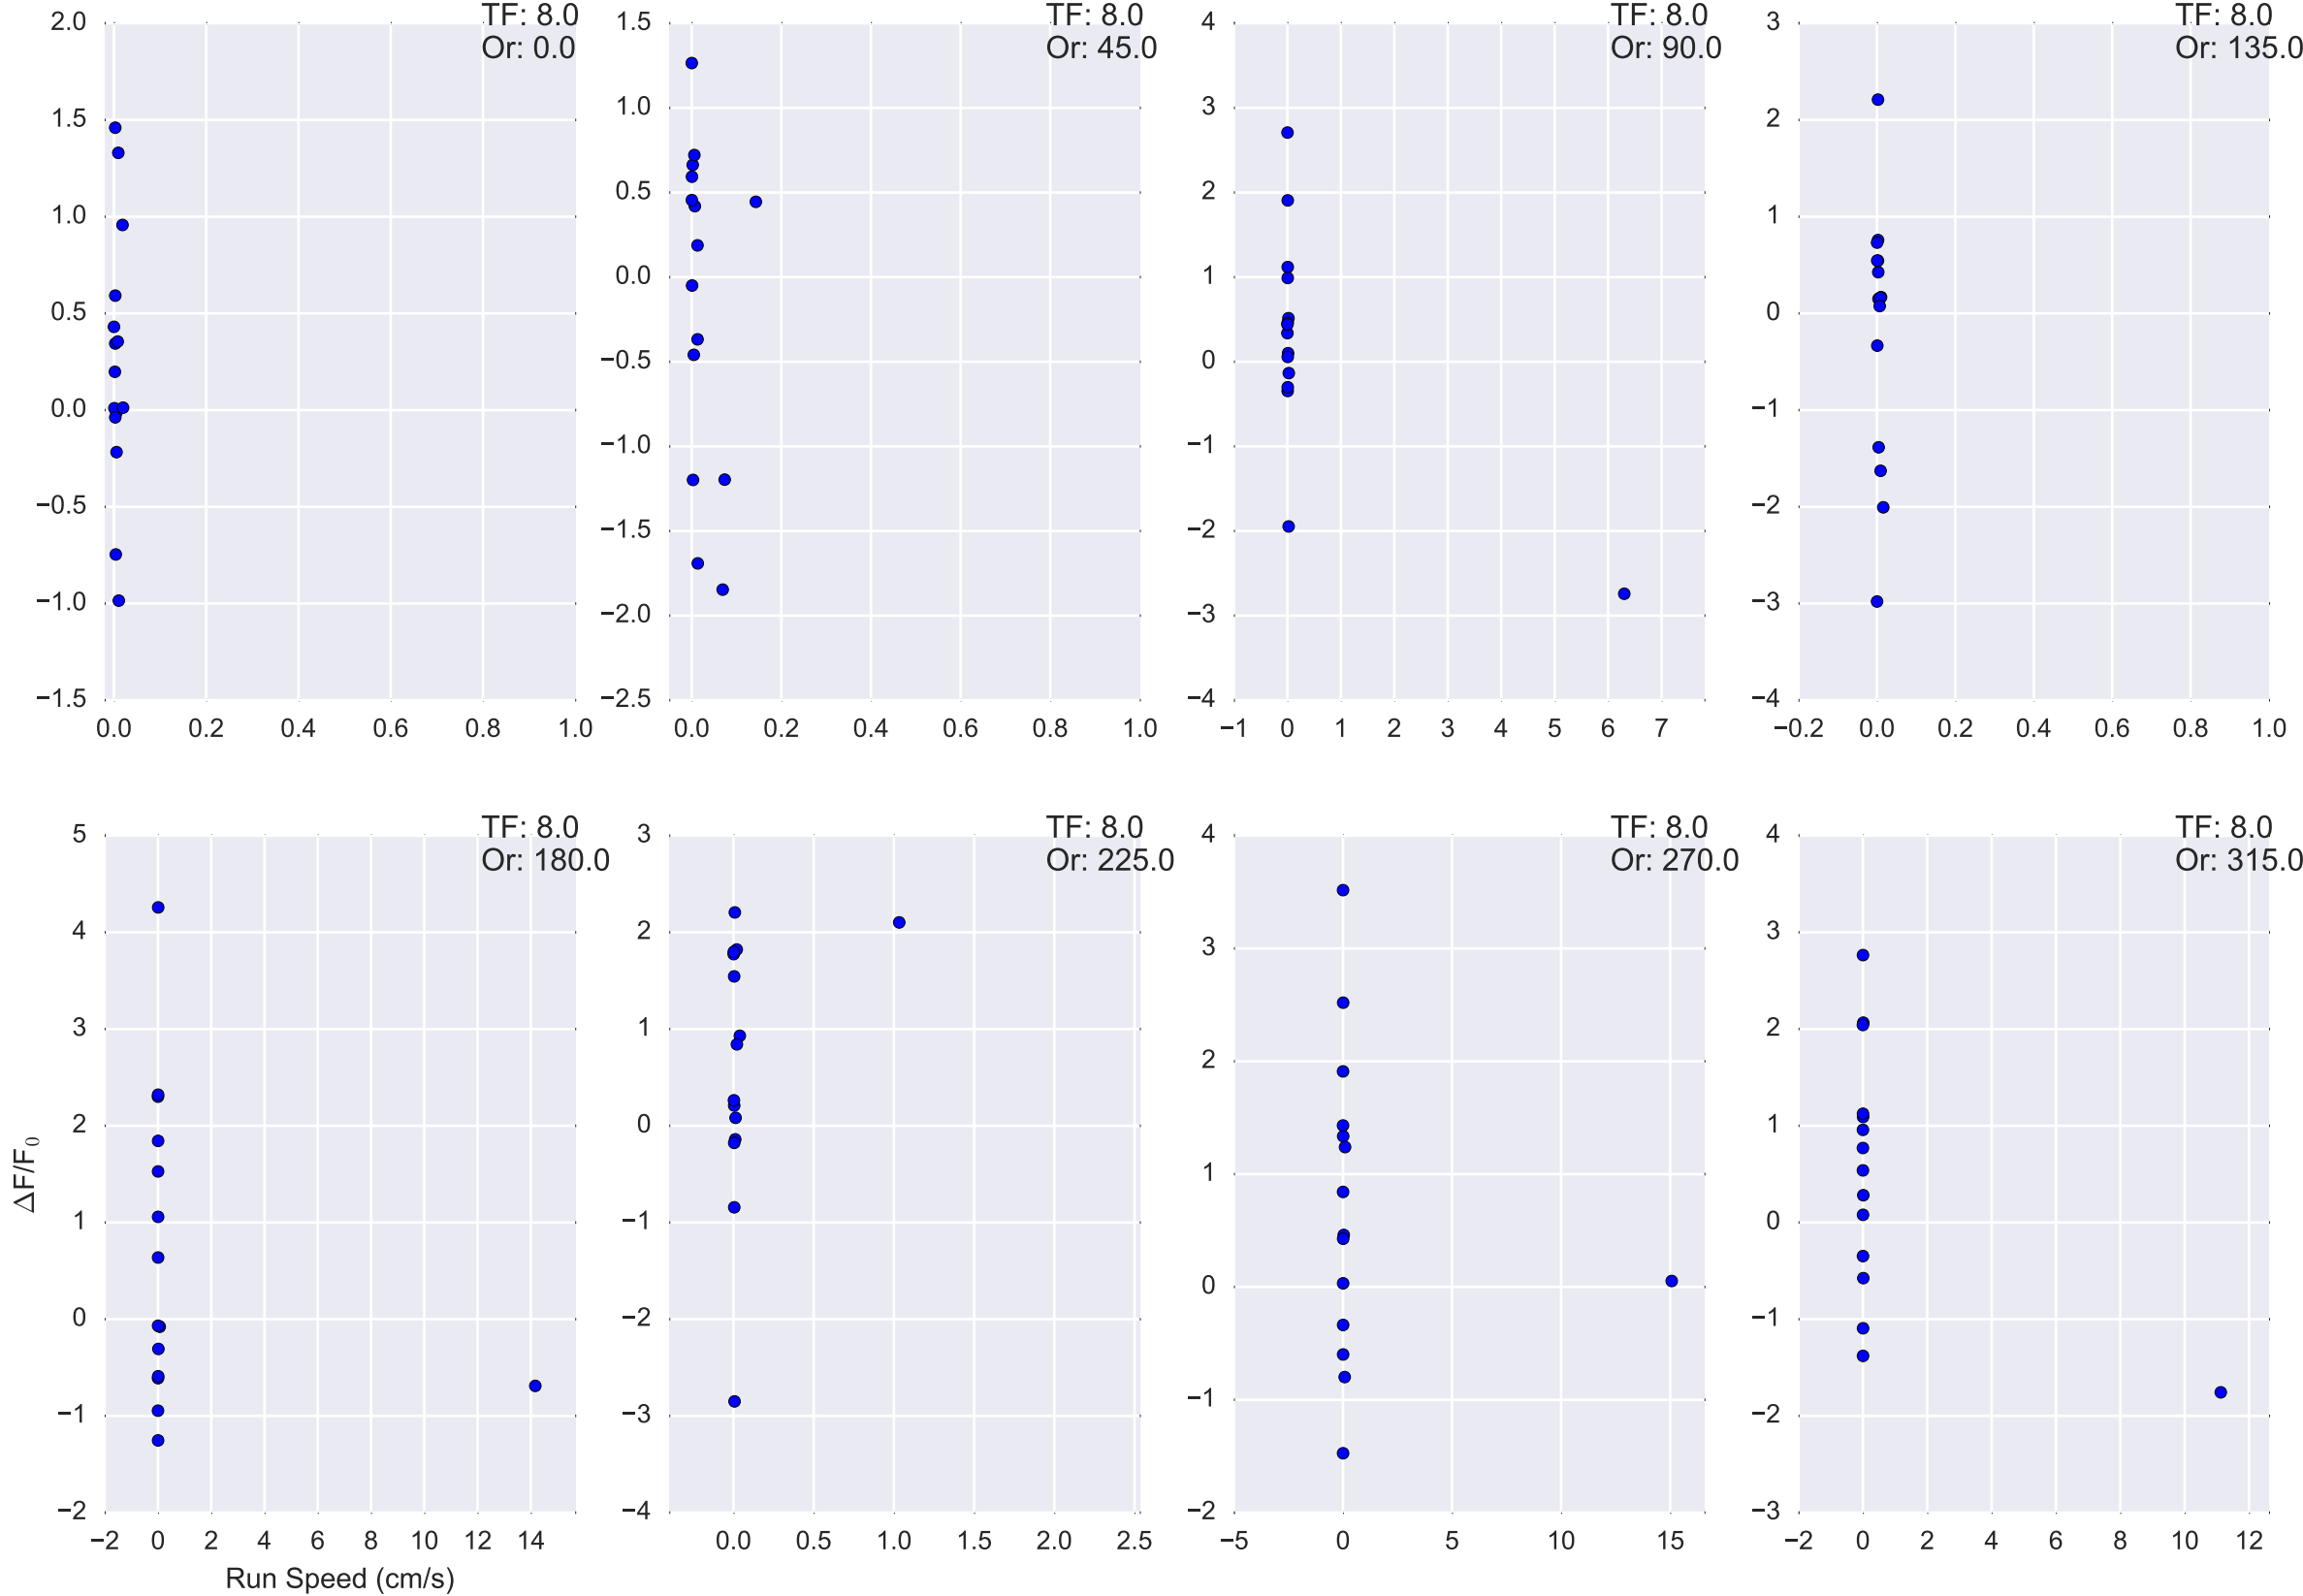 TF: 8.0
Or: 0.0
2.0
1.5
1.0
0.5
0.0
−0.5
−1.0
−1.5
0.0 0.2 0.4 0.6 0.8 1.0
TF: 8.0
Or: 45.0
1.5
1.0
0.5
0.0
−0.5
−1.0
−1.5
−2.0
−2.5
0.0 0.2 0.4 0.6 0.8 1.0
TF: 8.0
Or: 90.0
4
3
2
1
0
−1
−2
−3
−4
−1 0 1 2 3 4 5 6 7
TF: 8.0
Or: 135.0
3
2
1
0
−1
−2
−3
−4
−0.2 0.0 0.2 0.4 0.6 0.8 1.0
TF: 8.0
Or: 180.0
5
4
3
2
1
0
−1
−2
−2 0 2 4 6 8 10 12 14
ΔF/F₀
Run Speed (cm/s)
TF: 8.0
Or: 225.0
3
2
1
0
−1
−2
−3
−4
0.0 0.5 1.0 1.5 2.0 2.5
TF: 8.0
Or: 270.0
4
3
2
1
0
−1
−2
−5 0 5 10 15
TF: 8.0
Or: 315.0
4
3
2
1
0
−1
−2
−3
−2 0 2 4 6 8 10 12